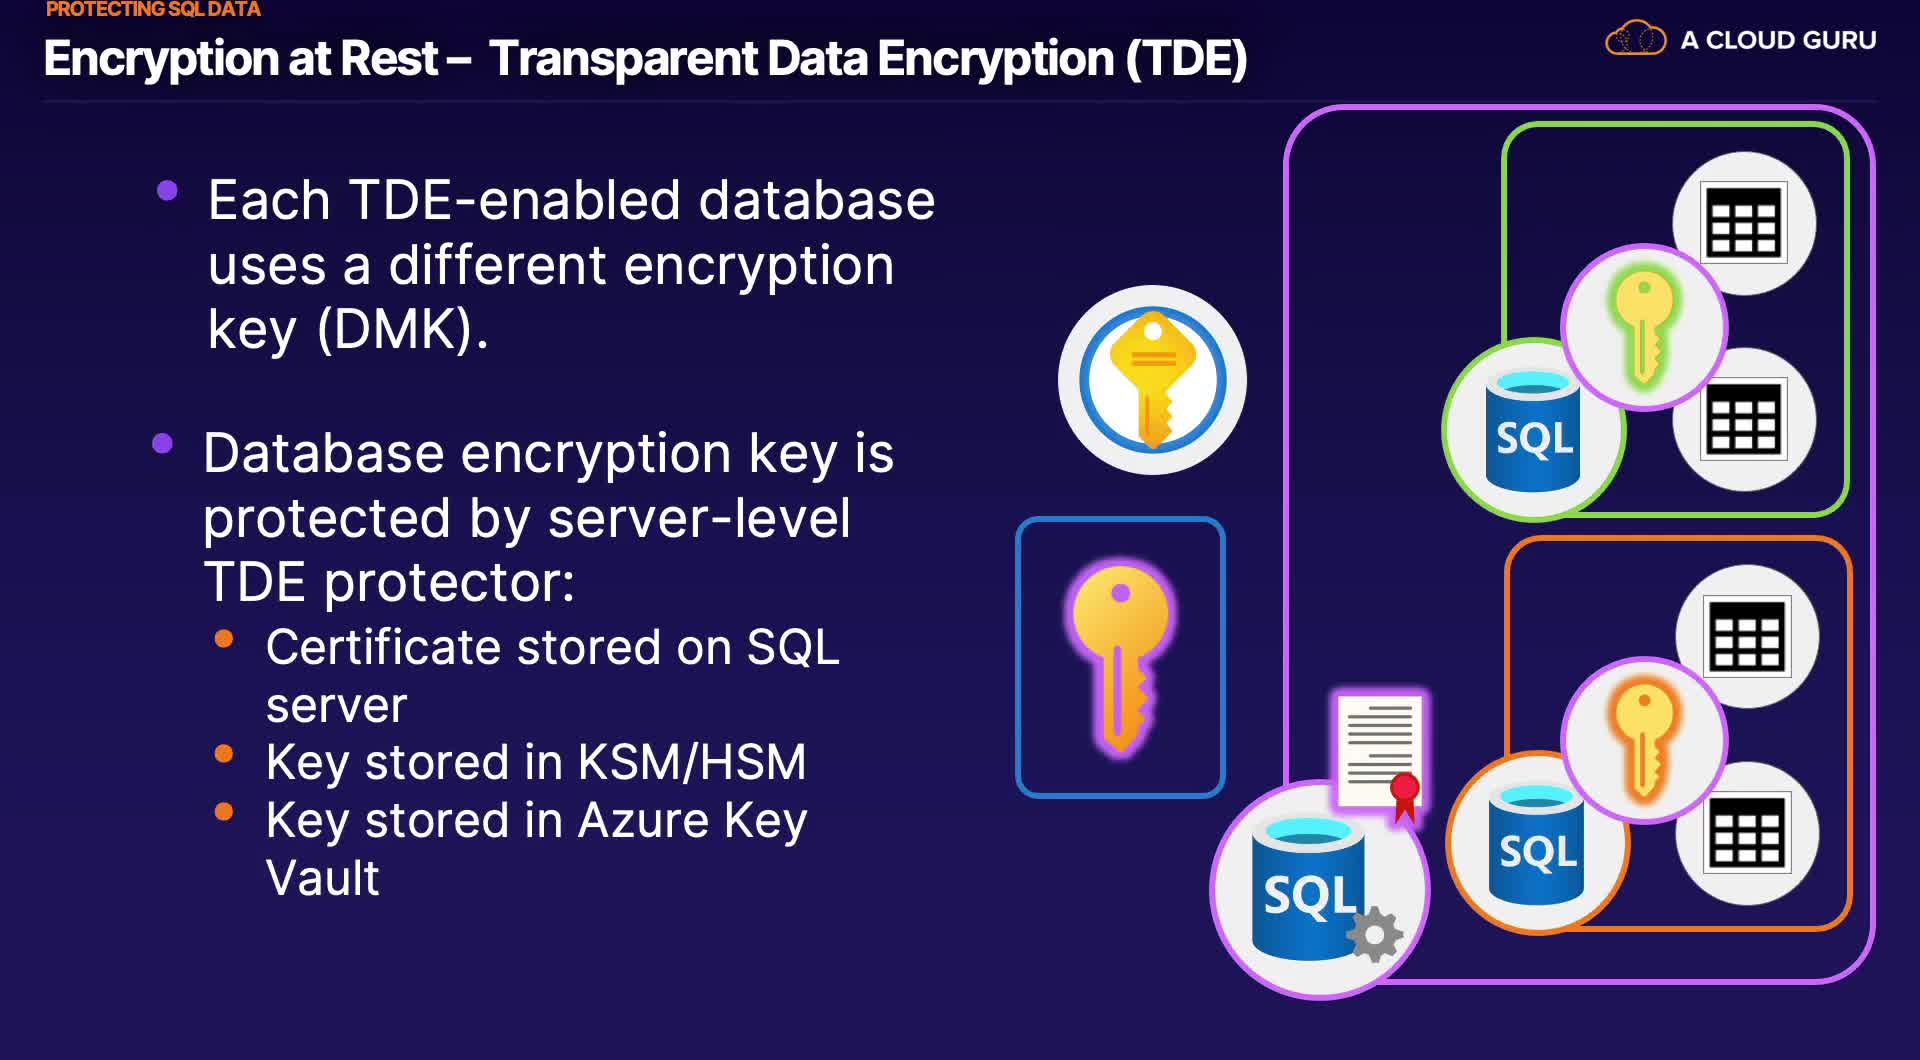 PROTECTING SQL DATA
Encryption at Rest – Transparent Data Encryption (TDE)
A CLOUD GURU
Each TDE-enabled database
uses a different encryption
key (DMK).
Database encryption key is
protected by server-level
TDE protector:
Certificate stored on SQL
server
Key stored in KSM/HSM
Key stored in Azure Key
Vault
SQL
SQL
SQL